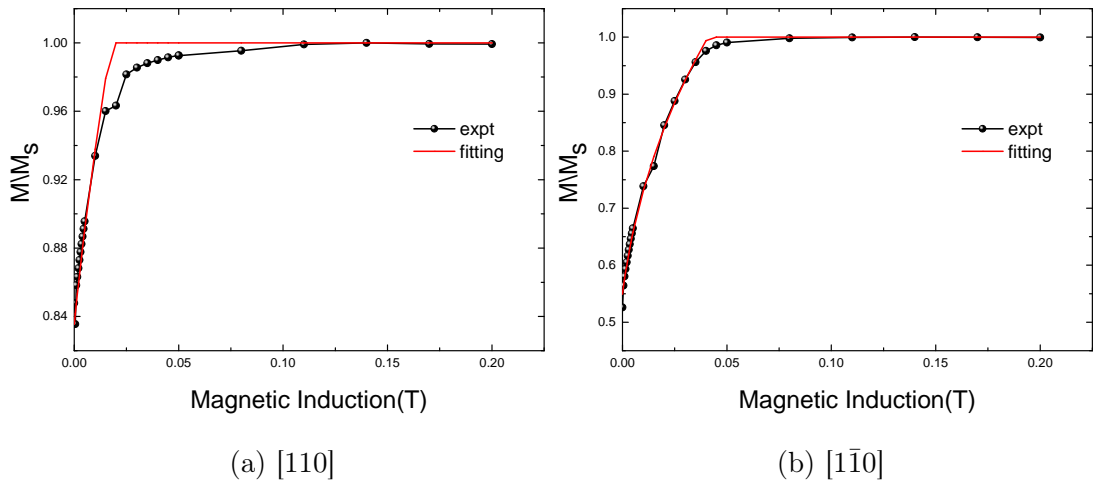 1.00
0.96
0.92
0.88
0.84
M\M_S
expt
fitting
0.00 0.05 0.10 0.15 0.20
Magnetic Induction(T)
(a) [110]
1.0
0.9
0.8
0.7
0.6
0.5
M\M_S
expt
fitting
0.00 0.05 0.10 0.15 0.20
Magnetic Induction(T)
(b) [11̄0]